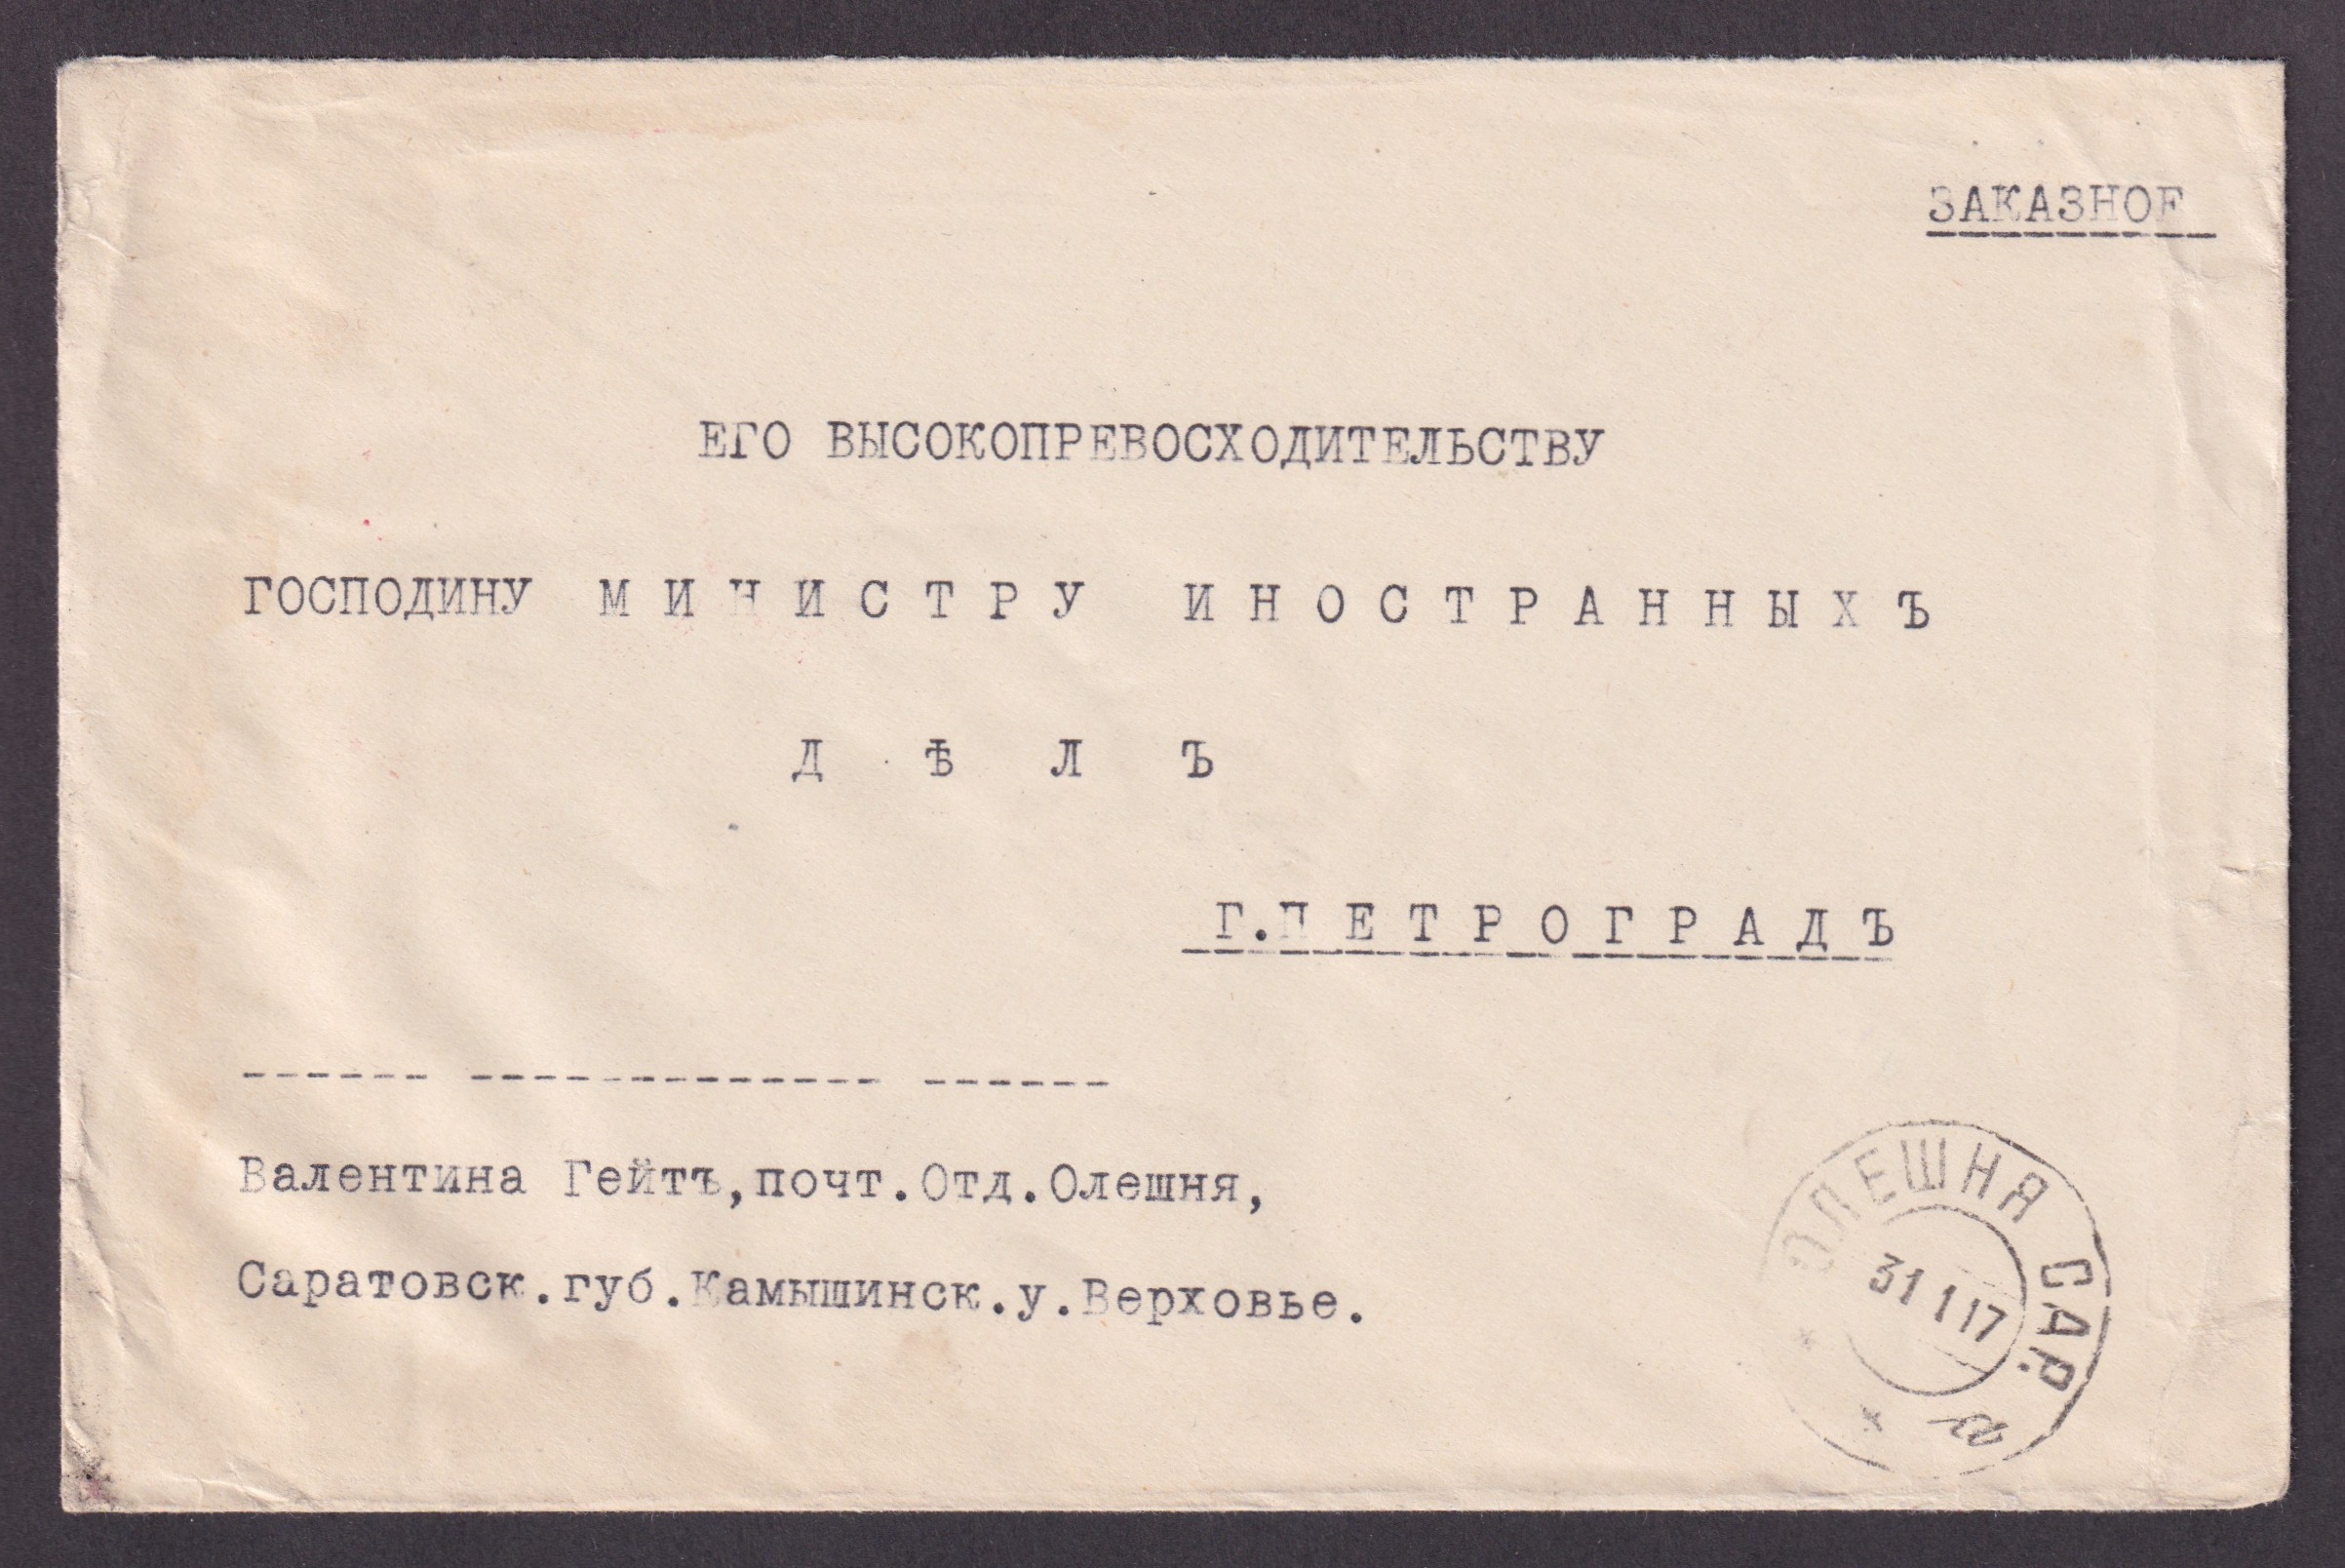 ЗАКАЗНОЕ
ЕГО ВЫСОКОПРЕВОСХОДИТЕЛЬСТВУ
ГОСПОДИНУ М И Н И С Т Р У И Н О С Т Р А Н Н Ы Х Ъ
Д Ѣ Л Ъ
Г.П Е Т Р О Г Р А Д Ъ
------ ------------- ------
Валентина Гейтъ,почт.Отд.Олешня,
Саратовск.губ.Камышинск.у.Верховье.
ОЛЕШНЯ САР.
31 1 17
* а *